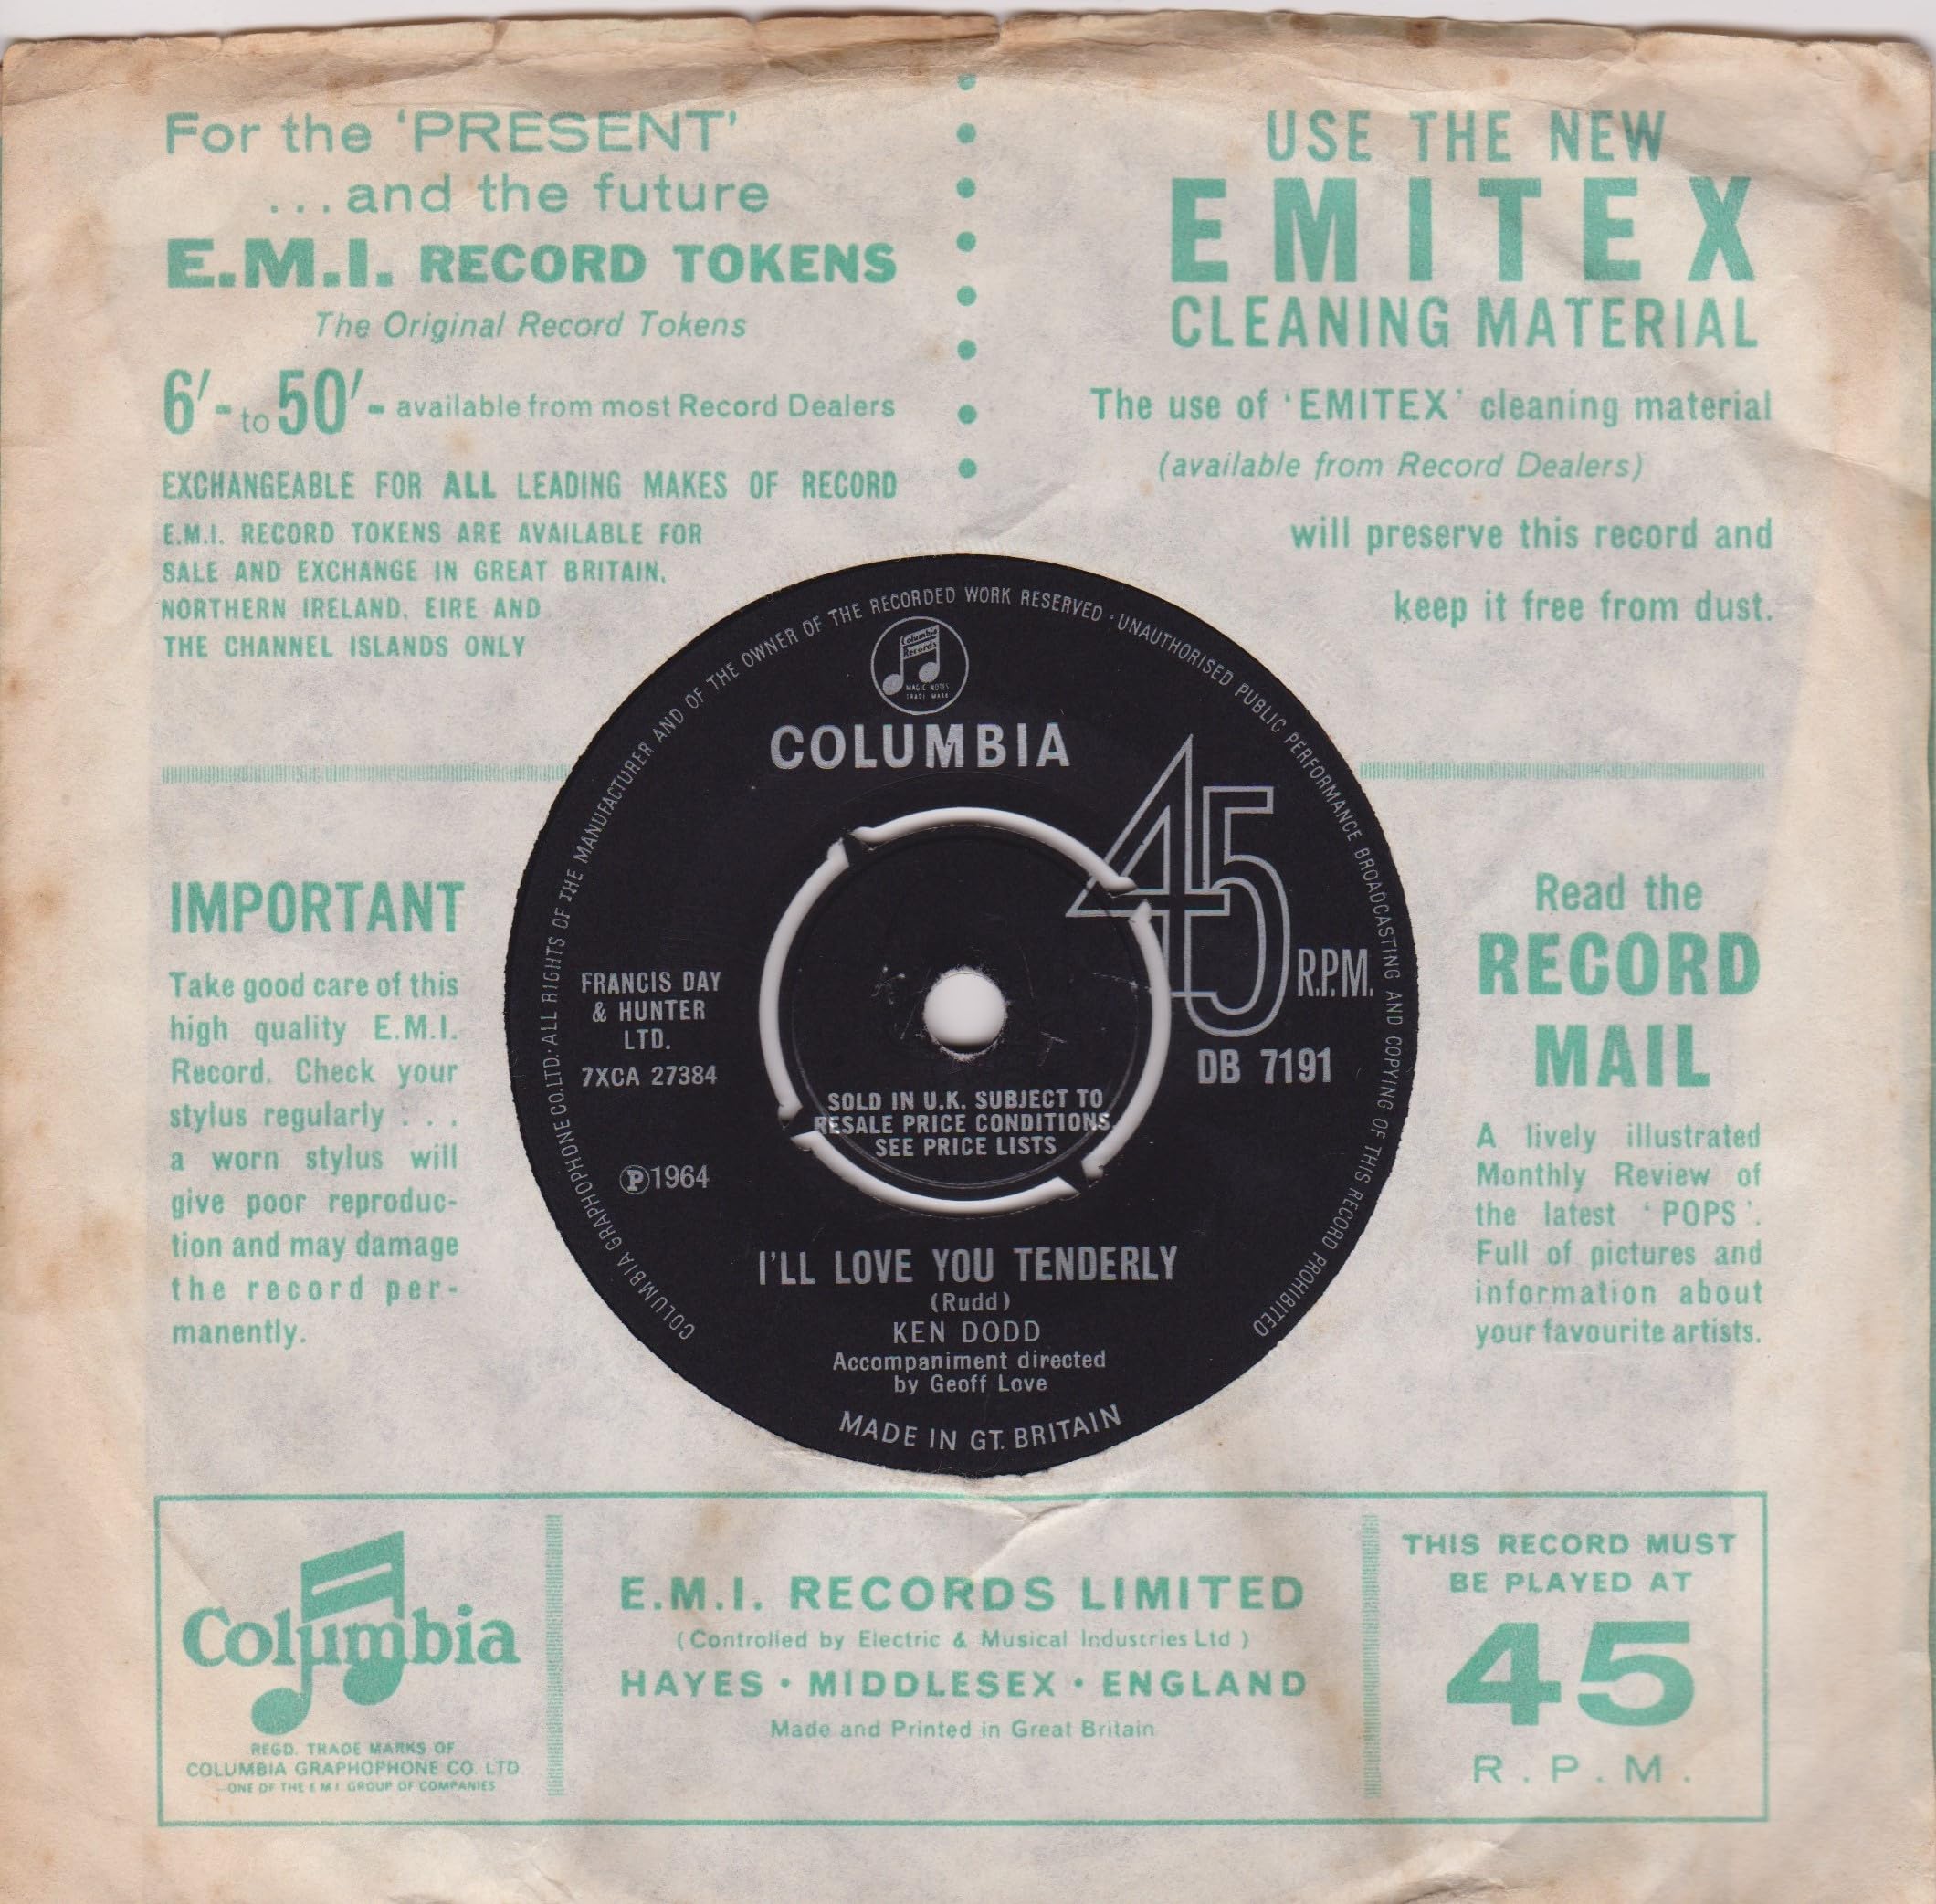 For the 'PRESENT'
...and the future
E.M.I. RECORD TOKENS
The Original Record Tokens
6/- to 50/- available from most Record Dealers
EXCHANGEABLE FOR ALL LEADING MAKES OF RECORD
E.M.I. RECORD TOKENS ARE AVAILABLE FOR
SALE AND EXCHANGE IN GREAT BRITAIN,
NORTHERN IRELAND, EIRE AND
THE CHANNEL ISLANDS ONLY
USE THE NEW
EMITEX
CLEANING MATERIAL
The use of 'EMITEX' cleaning material
(available from Record Dealers)
will preserve this record and
keep it free from dust.
IMPORTANT
Take good care of this
high quality E.M.I.
Record. Check your
stylus regularly . . .
a worn stylus will
give poor reproduc-
tion and may damage
the record per-
manently.
COLUMBIA GRAPHOPHONE CO. LTD. · ALL RIGHTS OF THE MANUFACTURER AND OF THE OWNER OF THE RECORDED WORK RESERVED · UNAUTHORISED PUBLIC PERFORMANCE BROADCASTING AND COPYING OF THIS RECORD PROHIBITED
Columbia
Records
MAGIC NOTES
TRADE MARK
COLUMBIA
45 R.P.M.
FRANCIS DAY
& HUNTER
LTD.
7XCA 27384
DB 7191
SOLD IN U.K. SUBJECT TO
RESALE PRICE CONDITIONS,
SEE PRICE LISTS
Ⓟ1964
I'LL LOVE YOU TENDERLY
(Rudd)
KEN DODD
Accompaniment directed
by Geoff Love
MADE IN GT. BRITAIN
Read the
RECORD
MAIL
A lively illustrated
Monthly Review of
the latest 'POPS'.
Full of pictures and
information about
your favourite artists.
Columbia
REGD. TRADE MARKS OF
COLUMBIA GRAPHOPHONE CO. LTD
ONE OF THE E M I GROUP OF COMPANIES
E.M.I. RECORDS LIMITED
(Controlled by Electric & Musical Industries Ltd)
HAYES · MIDDLESEX · ENGLAND
Made and Printed in Great Britain
THIS RECORD MUST
BE PLAYED AT
45
R.P.M.